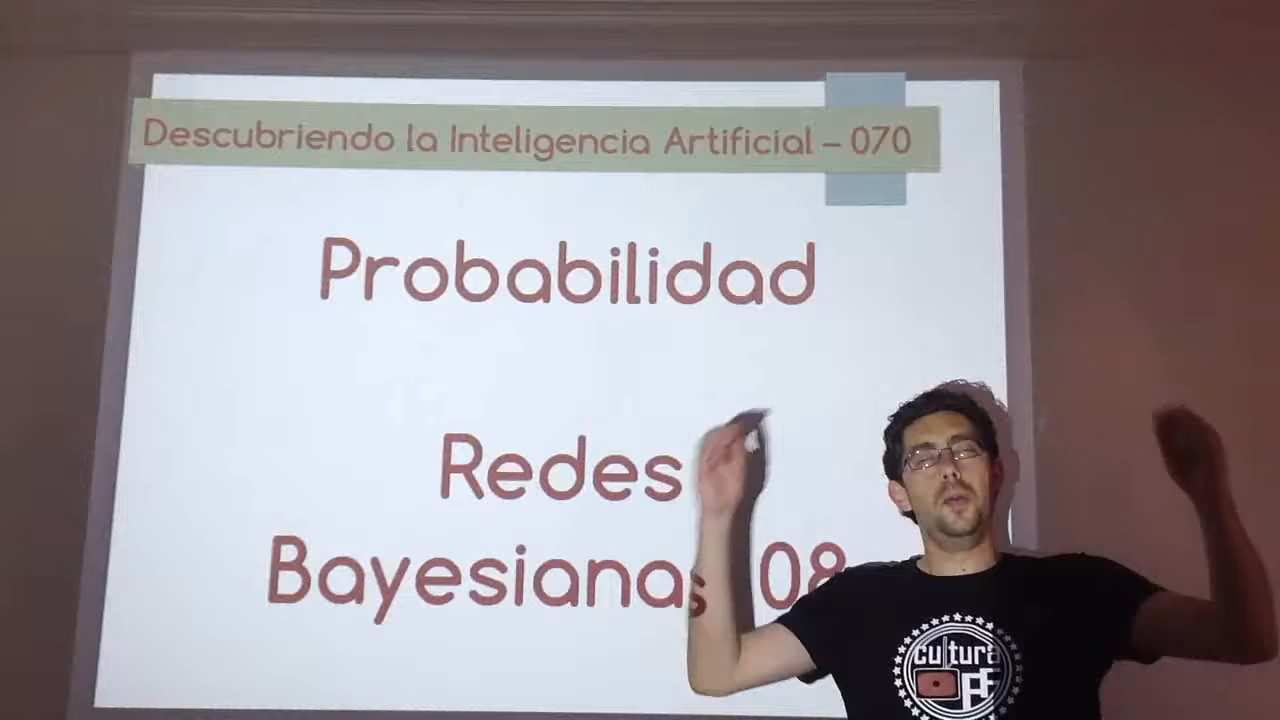 Descubriendo la Inteligencia Artificial – 070
Probabilidad
Redes
Bayesianas 08
cultura